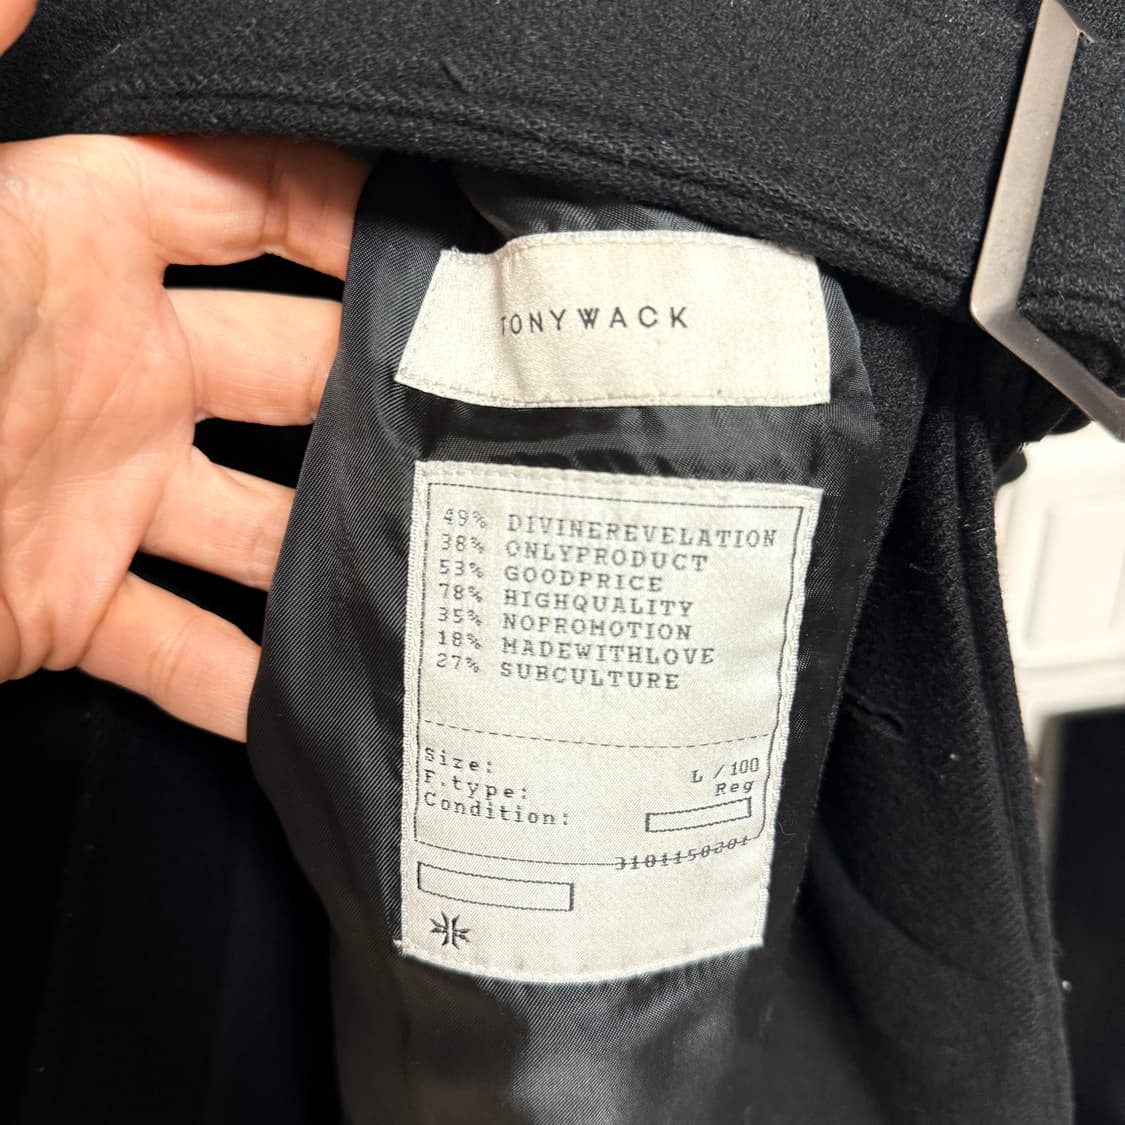 TONYWACK
49% DIVINEREVELATION
38% ONLYPRODUCT
53% GOODPRICE
78% HIGHQUALITY
35% NOPROMOTION
18% MADEWITHLOVE
27% SUBCULTURE
Size: L / 100
F.type: Reg
Condition:
3101150201